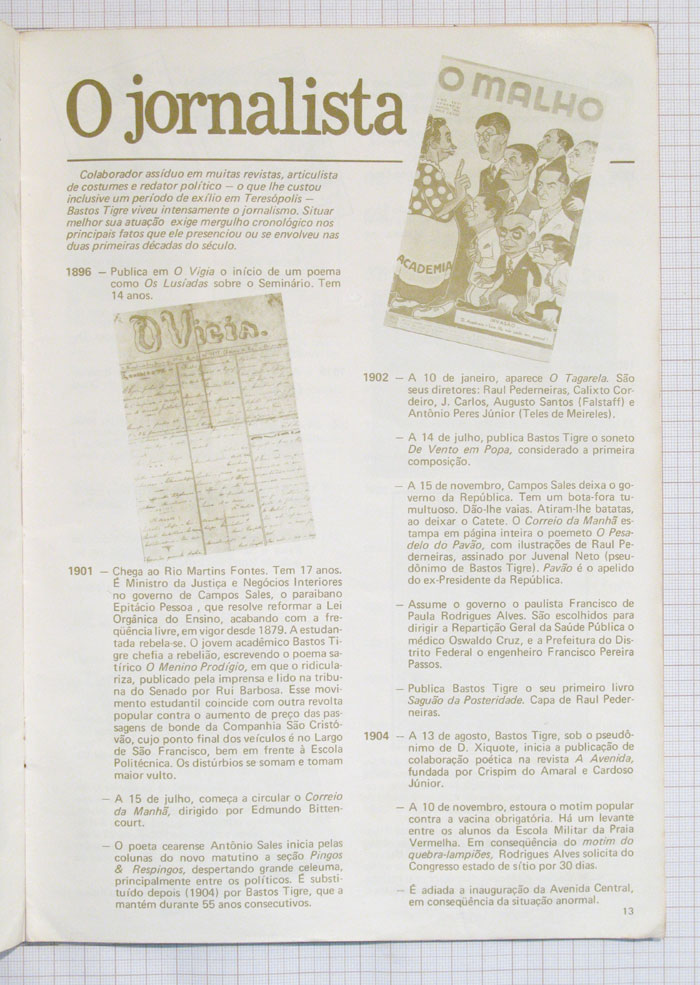 O jornalista
Colaborador assíduo em muitas revistas, articulista
de costumes e redator político — o que lhe custou
inclusive um período de exílio em Teresópolis —
Bastos Tigre viveu intensamente o jornalismo. Situar
melhor sua atuação exige mergulho cronológico nos
principais fatos que ele presenciou ou se envolveu nas
duas primeiras décadas do século.
1896 — Publica em O Vigia o início de um poema
como Os Lusíadas sobre o Seminário. Tem
14 anos.
O Vigia.
1901 — Chega ao Rio Martins Fontes. Tem 17 anos.
É Ministro da Justiça e Negócios Interiores
no governo de Campos Sales, o paraibano
Epitácio Pessoa , que resolve reformar a Lei
Orgânica do Ensino, acabando com a fre-
qüência livre, em vigor desde 1879. A estudan-
tada rebela-se. O jovem acadêmico Bastos Ti-
gre chefia a rebelião, escrevendo o poema sa-
tírico O Menino Prodígio, em que o ridicula-
riza, publicado pela imprensa e lido na tribu-
na do Senado por Rui Barbosa. Esse movi-
mento estudantil coincide com outra revolta
popular contra o aumento de preço das pas-
sagens de bonde da Companhia São Cristó-
vão, cujo ponto final dos veículos é no Largo
de São Francisco, bem em frente à Escola
Politécnica. Os distúrbios se somam e tomam
maior vulto.
— A 15 de julho, começa a circular o Correio
da Manhã, dirigido por Edmundo Bitten-
court.
— O poeta cearense Antônio Sales inicia pelas
colunas do novo matutino a seção Pingos
& Respingos, despertando grande celeuma,
principalmente entre os políticos. É substi-
tuído depois (1904) por Bastos Tigre, que a
mantém durante 55 anos consecutivos.
O MALHO
ACADEMIA
1902 — A 10 de janeiro, aparece O Tagarela. São
seus diretores: Raul Pederneiras, Calixto Cor-
deiro, J. Carlos, Augusto Santos (Falstaff) e
Antônio Peres Júnior (Teles de Meireles).
— A 14 de julho, publica Bastos Tigre o soneto
De Vento em Popa, considerado a primeira
composição.
— A 15 de novembro, Campos Sales deixa o go-
verno da República. Tem um bota-fora tu-
multuoso. Dão-lhe vaias. Atiram-lhe batatas,
ao deixar o Catete. O Correio da Manhã es-
tampa em página inteira o poemeto O Pesa-
delo do Pavão, com ilustrações de Raul Pe-
derneiras, assinado por Juvenal Neto (pseu-
dônimo de Bastos Tigre). Pavão é o apelido
do ex-Presidente da República.
— Assume o governo o paulista Francisco de
Paula Rodrigues Alves. São escolhidos para
dirigir a Repartição Geral da Saúde Pública o
médico Oswaldo Cruz, e a Prefeitura do Dis-
trito Federal o engenheiro Francisco Pereira
Passos.
— Publica Bastos Tigre o seu primeiro livro
Saguão da Posteridade. Capa de Raul Peder-
neiras.
1904 — A 13 de agosto, Bastos Tigre, sob o pseudô-
nimo de D. Xiquote, inicia a publicação de
colaboração poética na revista A Avenida,
fundada por Crispim do Amaral e Cardoso
Júnior.
— A 10 de novembro, estoura o motim popular
contra a vacina obrigatória. Há um levante
entre os alunos da Escola Militar da Praia
Vermelha. Em conseqüência do motim do
quebra-lampiões, Rodrigues Alves solicita do
Congresso estado de sítio por 30 dias.
— É adiada a inauguração da Avenida Central,
em conseqüência da situação anormal.
13